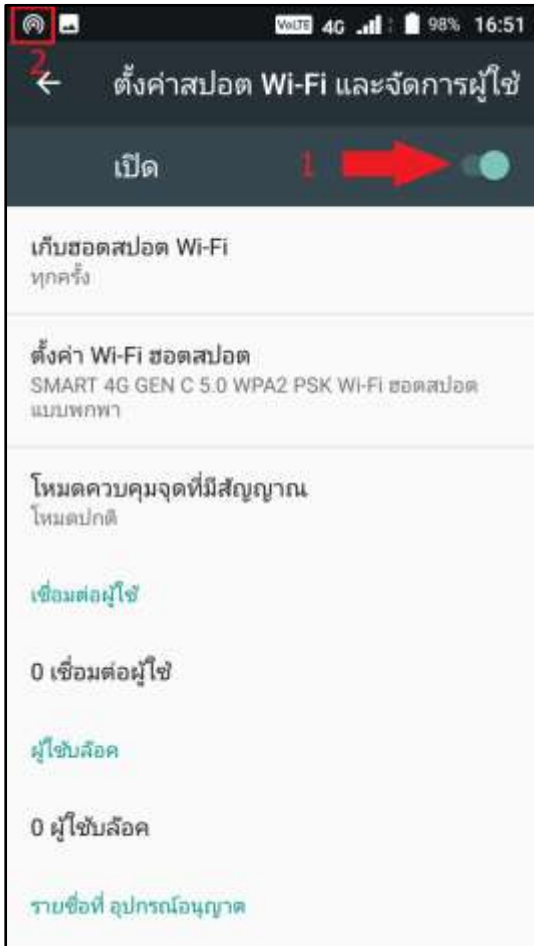 VoLTE 4G 98% 16:51
2
ตั้งค่าสปอต Wi-Fi และจัดการผู้ใช้
เปิด 1
เก็บฮอตสปอต Wi-Fi
ทุกครั้ง
ตั้งค่า Wi-Fi ฮอตสปอต
SMART 4G GEN C 5.0 WPA2 PSK Wi-Fi ฮอตสปอต
แบบพกพา
โหมดควบคุมจุดที่มีสัญญาณ
โหมดปกติ
เชื่อมต่อผู้ใช้
0 เชื่อมต่อผู้ใช้
ผู้ใช้บล๊อค
0 ผู้ใช้บล๊อค
รายชื่อที่ อุปกรณ์อนุญาต